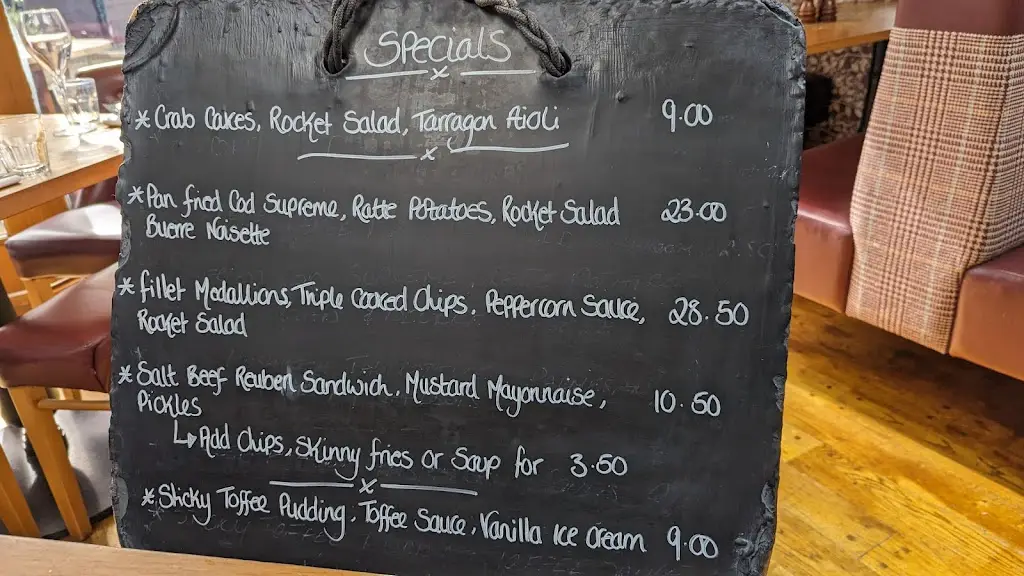 Specials
* Crab Cakes, Rocket Salad, Tarragon Aioli 9.00
* Pan fried Cod Supreme, Ratte Potatoes, Rocket Salad 23.00
Buerre Noisette
* fillet Medallions, Triple Cooked Chips, Peppercorn Sauce, 28.50
Rocket Salad
* Salt Beef Reuben Sandwich, Mustard Mayonnaise, 10.50
Pickles
Add Chips, Skinny fries or Soup for 3.50
* Sticky Toffee Pudding, Toffee Sauce, Vanilla Ice Cream 9.00